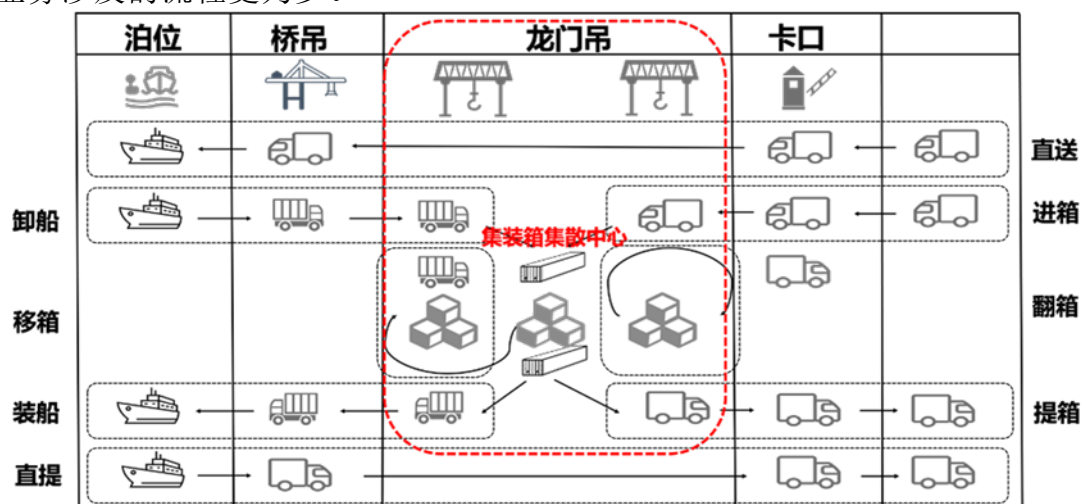 泊位 桥吊 龙门吊 卡口
直送
卸船 进箱
集装箱集散中心
移箱 翻箱
装船 提箱
直提